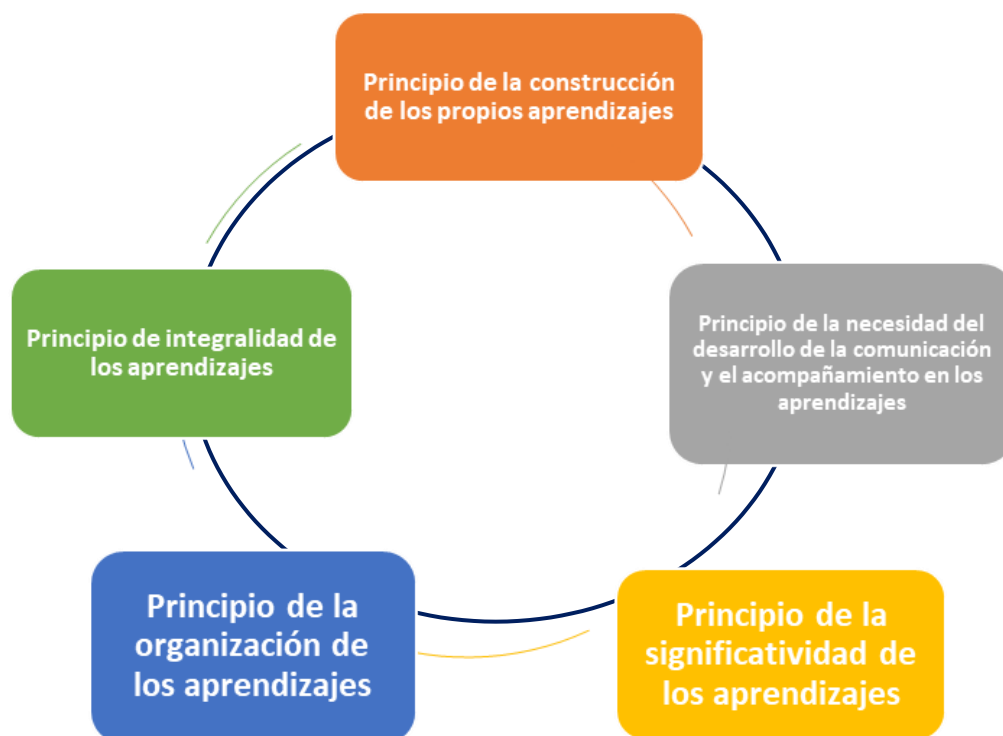 Principio de la construcción
de los propios aprendizajes
Principio de la necesidad del
desarrollo de la comunicación
y el acompañamiento en los
aprendizajes
Principio de la
significatividad de
los aprendizajes
Principio de la
organización de
los aprendizajes
Principio de integralidad de
los aprendizajes